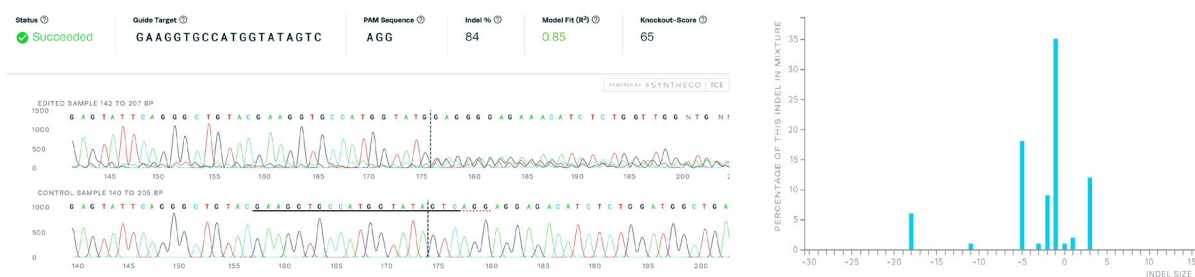 Status ? Guide Target ? PAM Sequence ? Indel % ? Model Fit (R²) ? Knockout-Score ?
Succeeded GAAGGTGCCATGGTATAGTC AGG 84 0.85 65
POWERED BY SYNTHEGO ICE
EDITED SAMPLE 142 TO 207 BP
1500
G A G T A T T C A G G G C T G T A C G A A G G T G C C A T G G T A T G G A G G G G A G A A A C A T C T C T G G T T G G N T G N
1000
500
0
145 150 155 160 165 170 175 180 185 190 195 200
CONTROL SAMPLE 140 TO 205 BP
1000
G A G T A T T C A G G G C T G T A C G A A G G T G C C A T G G T A T A G T C A G G A G G A G A C A T C T C T G G A T G G C T G A
500
0
140 145 150 155 160 165 170 175 180 185 190 195 200
PERCENTAGE OF THIS INDEL IN MIXTURE
35
30
25
20
15
10
5
0
−30 −25 −20 −15 −10 −5 0 5 10 15
INDEL SIZE